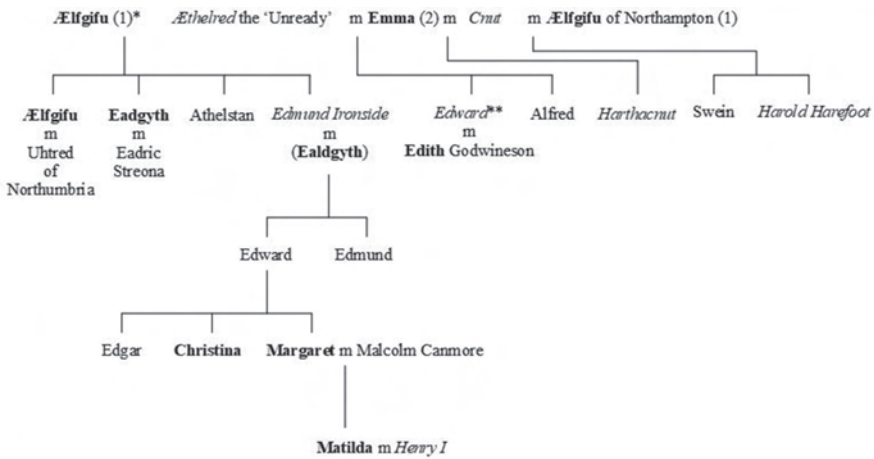 Ælfgifu (1)* Æthelred the ‘Unready’ m Emma (2) m Cnut m Ælfgifu of Northampton (1)
Ælfgifu Eadgyth Athelstan Edmund Ironside Edward** Alfred Harthacnut Swein Harold Harefoot
m m m m
Uhtred Eadric (Ealdgyth) Edith Godwineson
of Streona
Northumbria
Edward Edmund
Edgar Christina Margaret m Malcolm Canmore
Matilda m Henry I